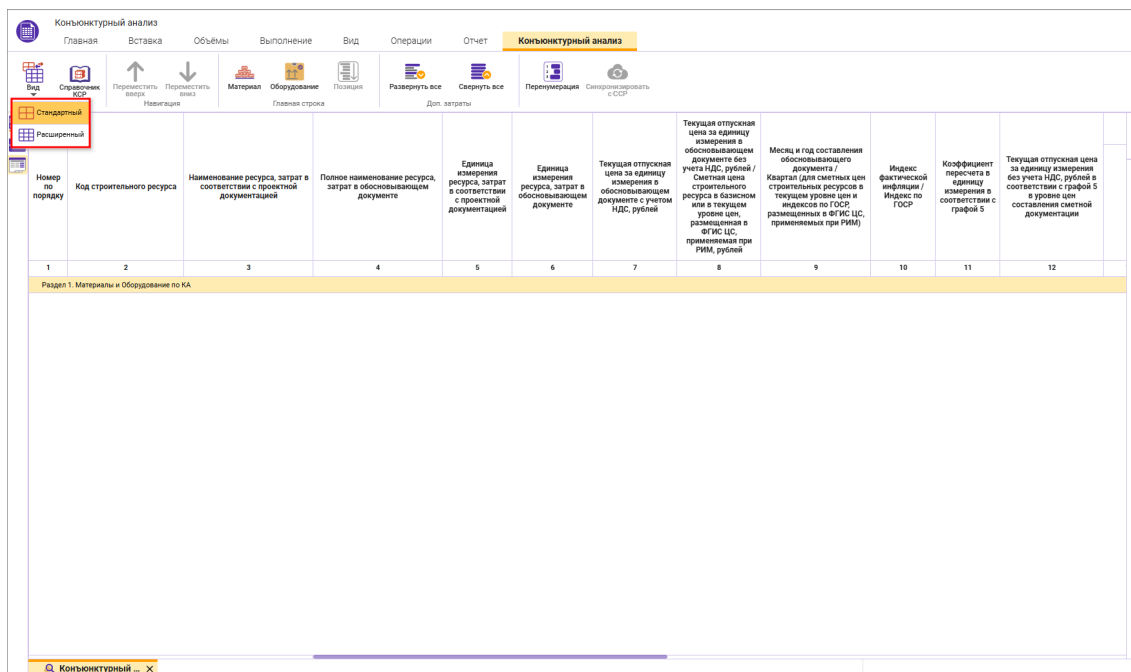 Конъюнктурный анализ
Главная Вставка Объёмы Выполнение Вид Операции Отчет Конъюнктурный анализ
Вид
Справочник КСР
Переместить вверх
Переместить вниз
Материал
Оборудование
Позиция
Развернуть все
Свернуть все
Перенумерация
Синхронизировать с ССР
Навигация
Главная строка
Доп. затраты
Стандартный
Расширенный
Номер
по
порядку
Код строительного ресурса
Наименование ресурса, затрат в
соответствии с проектной
документацией
Полное наименование ресурса,
затрат в обосновывающем
документе
Единица
измерения
ресурса, затрат
в соответствии
с проектной
документацией
Единица
измерения
ресурса, затрат в
обосновывающем
документе
Текущая отпускная
цена за единицу
измерения в
обосновывающем
документе с учетом
НДС, рублей
Текущая отпускная
цена за единицу
измерения в
обосновывающем
документе без
учета НДС, рублей /
Сметная цена
строительного
ресурса в базисном
или в текущем
уровне цен,
размещенная в
ФГИС ЦС,
применяемая при
РИМ, рублей
Месяц и год составления
обосновывающего
документа /
Квартал (для сметных цен
строительных ресурсов в
текущем уровне цен и
индексов по ГОСР,
размещенных в ФГИС ЦС,
применяемых при РИМ)
Индекс
фактической
инфляции /
Индекс по
ГОСР
Коэффициент
пересчета в
единицу
измерения в
соответствии с
графой 5
Текущая отпускная цена
за единицу измерения
без учета НДС, рублей в
соответствии с графой 5
в уровне цен
составления сметной
документации
1 2 3 4 5 6 7 8 9 10 11 12
Раздел 1. Материалы и Оборудование по КА
Конъюнктурный ... ×